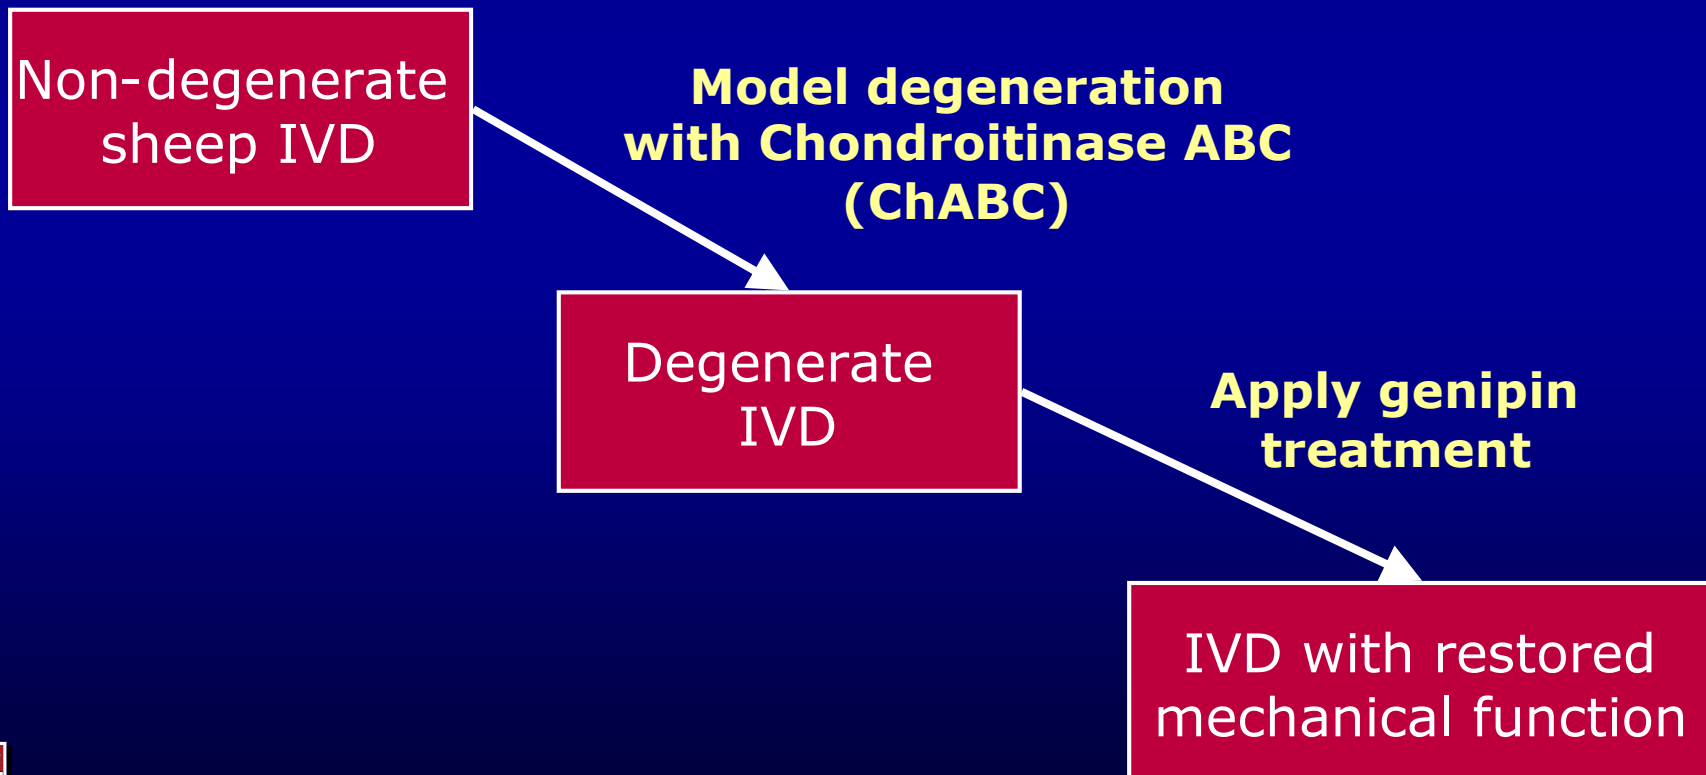 Non-degenerate
sheep IVD
Model degeneration
with Chondroitinase ABC
(ChABC)
Degenerate
IVD
Apply genipin
treatment
IVD with restored
mechanical function